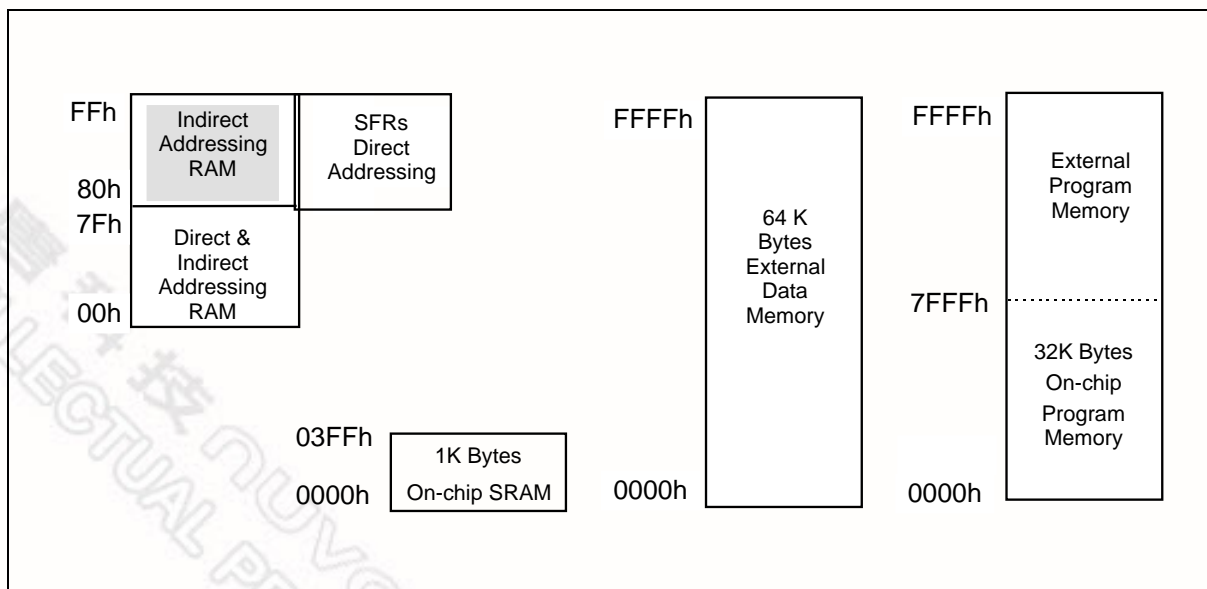 FFh
80h
7Fh
00h
Indirect
Addressing
RAM
SFRs
Direct
Addressing
Direct &
Indirect
Addressing
RAM
03FFh
0000h
1K Bytes
On-chip SRAM
FFFFh
0000h
64 K
Bytes
External
Data
Memory
FFFFh
7FFFh
0000h
External
Program
Memory
32K Bytes
On-chip
Program
Memory